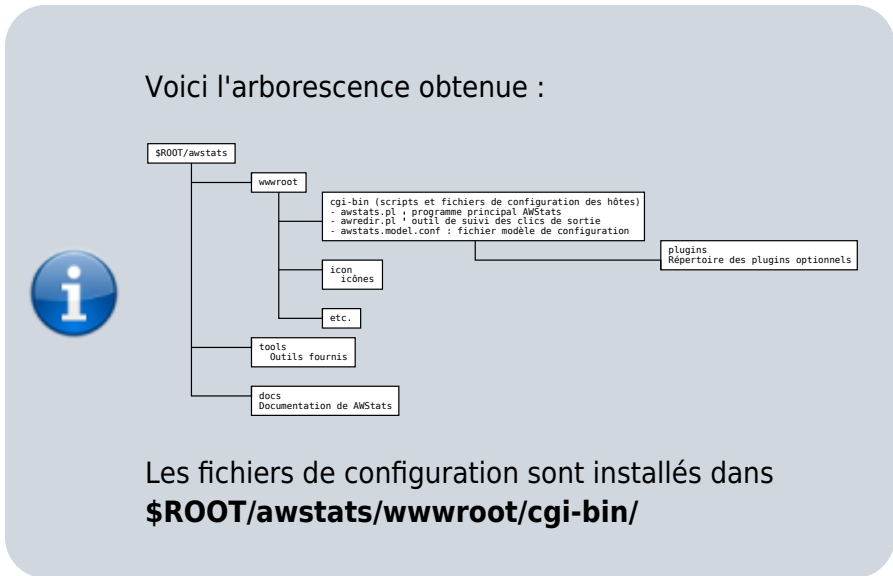 Voici l'arborescence obtenue :
$ROOT/awstats
wwwroot
cgi-bin (scripts et fichiers de configuration des hôtes)
- awstats.pl : programme principal AWStats
- awredir.pl : outil de suivi des clics de sortie
- awstats.model.conf : fichier modèle de configuration
plugins
Répertoire des plugins optionnels
icon
icônes
etc.
tools
Outils fournis
docs
Documentation de AWStats
Les fichiers de configuration sont installés dans
$ROOT/awstats/wwwroot/cgi-bin/